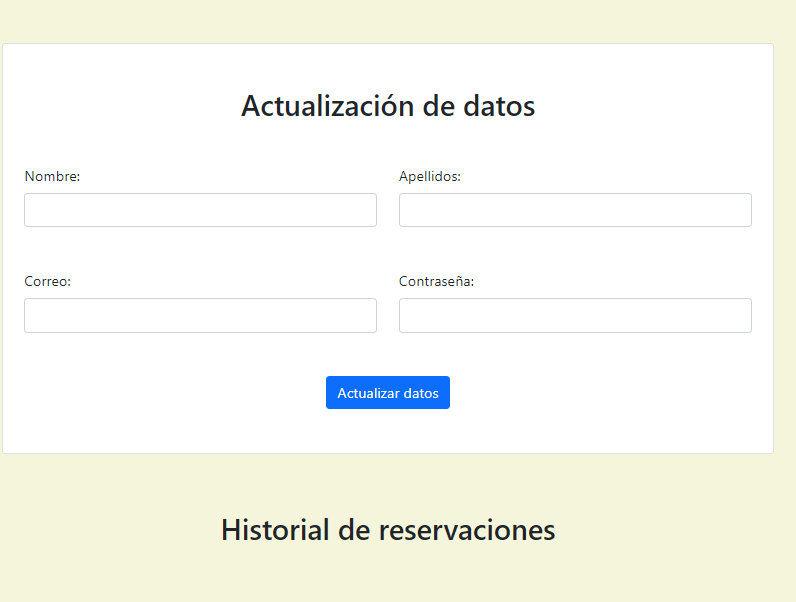 Actualización de datos
Nombre:
Apellidos:
Correo:
Contraseña:
Actualizar datos
Historial de reservaciones